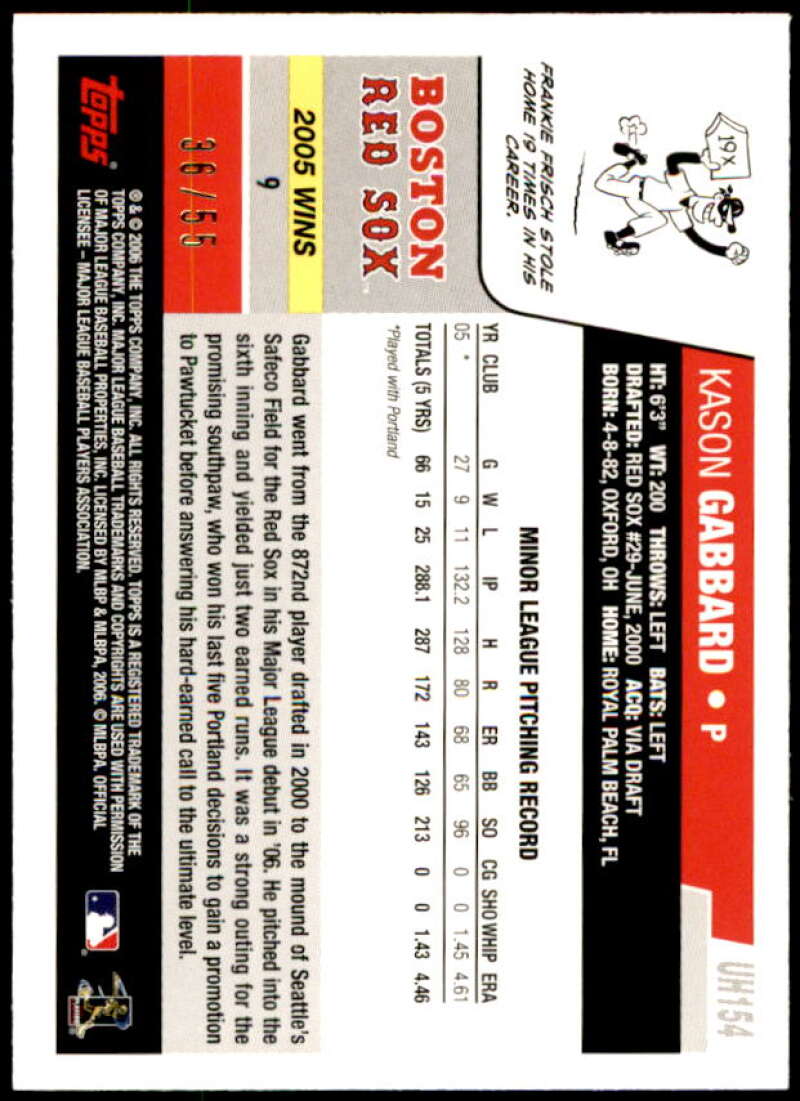 19X
FRANKIE FRISCH STOLE
HOME 19 TIMES IN HIS
CAREER.
KASON GABBARD • P
UH154
HT: 6'3" WT: 200 THROWS: LEFT BATS: LEFT
DRAFTED: RED SOX #29-JUNE, 2000 ACQ: VIA DRAFT
BORN: 4-8-82, OXFORD, OH HOME: ROYAL PALM BEACH, FL
MINOR LEAGUE PITCHING RECORD
YR CLUB G W L IP H R ER BB SO CG SHO WHIP ERA
05 * 27 9 11 132.2 128 80 68 65 96 0 0 1.45 4.61
TOTALS (5 YRS) 66 15 25 288.1 287 172 143 126 213 0 0 1.43 4.46
*Played with Portland
BOSTON
RED SOX™
2005 WINS
9
36/55
Gabbard went from the 872nd player drafted in 2000 to the mound of Seattle's
Safeco Field for the Red Sox in his Major League debut in '06. He pitched into the
sixth inning and yielded just two earned runs. It was a strong outing for the
promising southpaw, who won his last five Portland decisions to gain a promotion
to Pawtucket before answering his hard-earned call to the ultimate level.
topps®
® & © 2006 THE TOPPS COMPANY, INC. ALL RIGHTS RESERVED. TOPPS IS A REGISTERED TRADEMARK OF THE
TOPPS COMPANY, INC. MAJOR LEAGUE BASEBALL TRADEMARKS AND COPYRIGHTS ARE USED WITH PERMISSION
OF MAJOR LEAGUE BASEBALL PROPERTIES, INC. LICENSED BY MLBP & MLBPA, 2006. © MLBPA, OFFICIAL
LICENSEE – MAJOR LEAGUE BASEBALL PLAYERS ASSOCIATION.